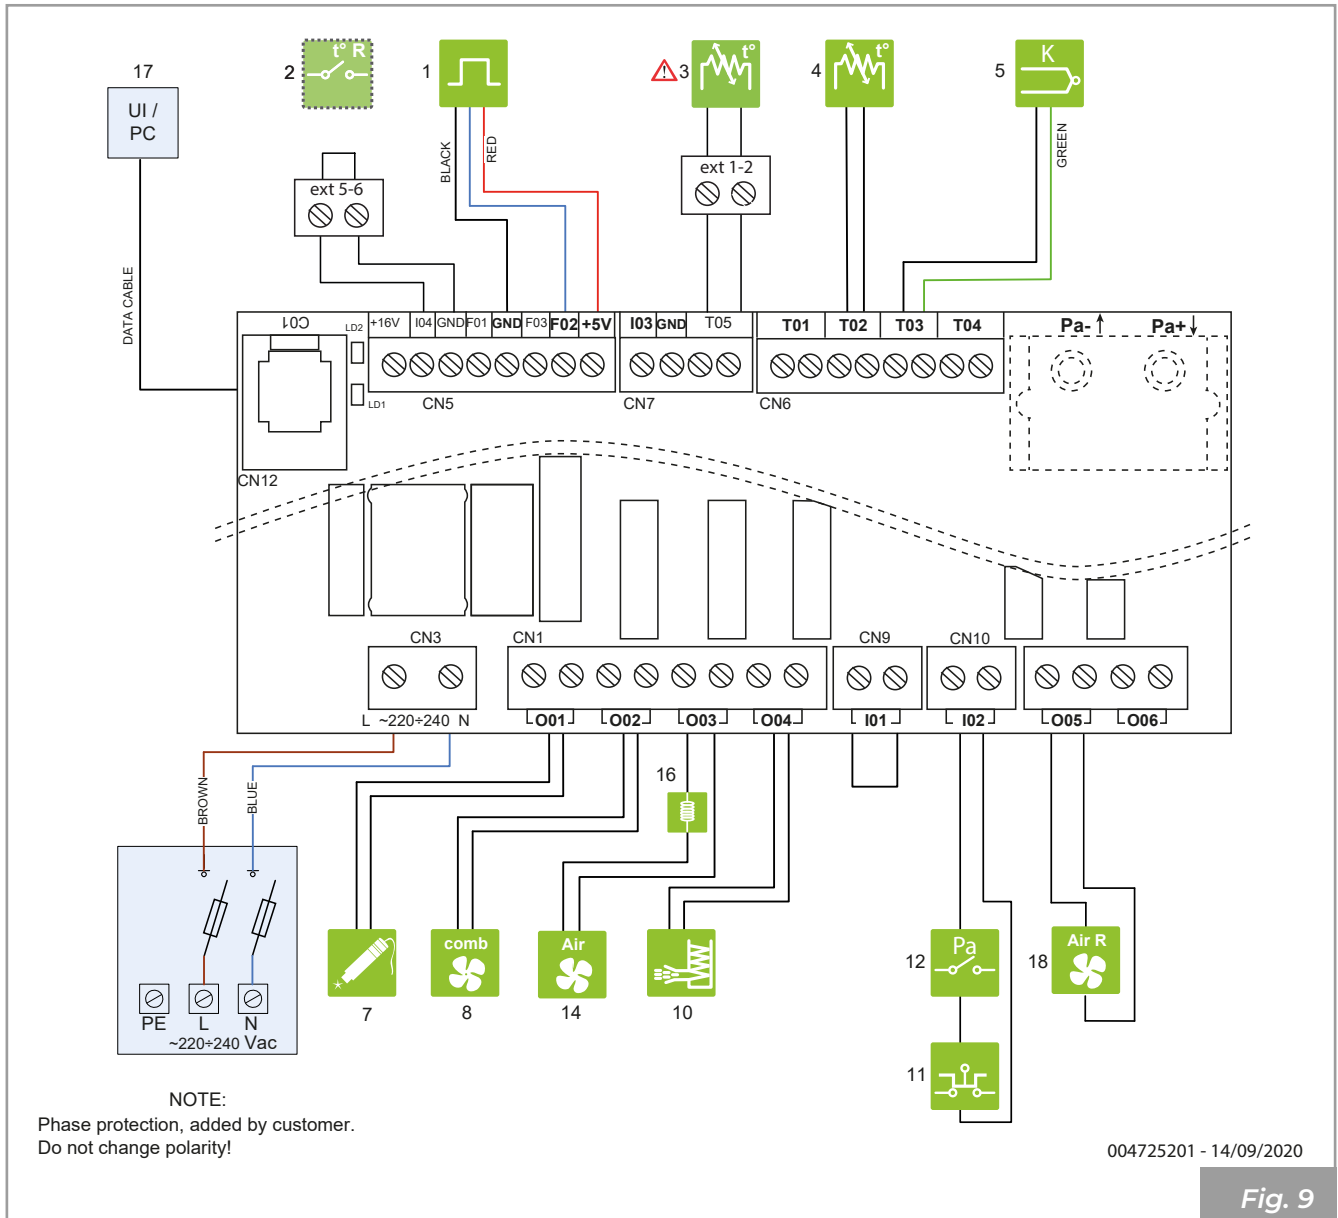 17
UI /
PC
2
t° R
1
3
t°
4
t°
5
K
BLACK
RED
GREEN
DATA CABLE
ext 5-6
ext 1-2
C01
LD2
+16V
I04
GND
F01
GND
F03
F02
+5V
I03
GND
T05
T01
T02
T03
T04
Pa-
Pa+
LD1
CN5
CN7
CN6
CN12
CN3
CN1
CN9
CN10
L ~220÷240 N
O01
O02
O03
O04
I01
I02
O05
O06
BROWN
BLUE
16
comb
Air
Pa
12
Air R
18
7
8
14
10
11
PE
L
N
~220÷240 Vac
NOTE:
Phase protection, added by customer.
Do not change polarity!
004725201 - 14/09/2020
Fig. 9